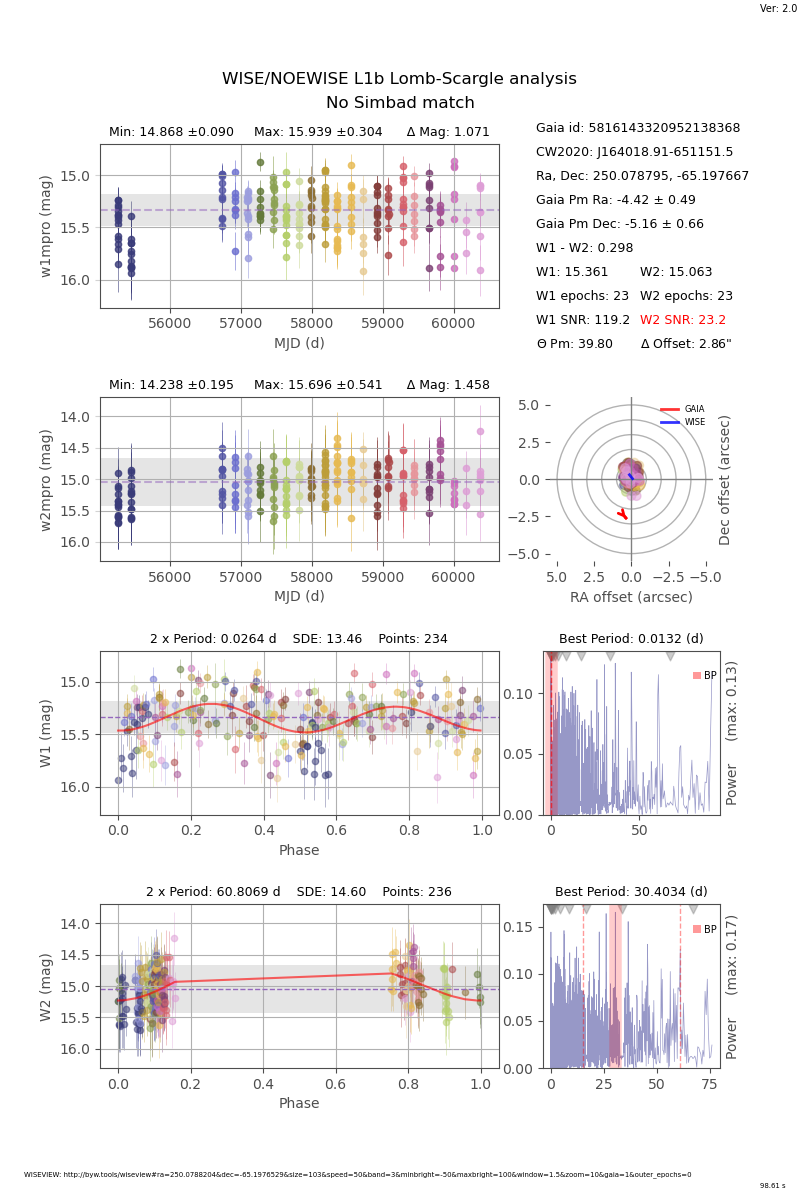 Ver: 2.0
WISE/NEOWISE L1b Lomb-Scargle analysis
No Simbad match
Min: 14.868 ±0.090 Max: 15.939 ±0.304 Δ Mag: 1.071
w1mpro (mag)
15.0
15.5
16.0
56000 57000 58000 59000 60000
MJD (d)
Gaia id: 5816143320952138368
CW2020: J164018.91-651151.5
Ra, Dec: 250.078795, -65.197667
Gaia Pm Ra: -4.42 ± 0.49
Gaia Pm Dec: -5.16 ± 0.66
W1 - W2: 0.298
W1: 15.361 W2: 15.063
W1 epochs: 23 W2 epochs: 23
W1 SNR: 119.2 W2 SNR: 23.2
Θ Pm: 39.80 Δ Offset: 2.86"
Min: 14.238 ±0.195 Max: 15.696 ±0.541 Δ Mag: 1.458
w2mpro (mag)
14.0
14.5
15.0
15.5
16.0
56000 57000 58000 59000 60000
MJD (d)
GAIA
WISE
5.0
2.5
0.0
−2.5
−5.0
5.0 2.5 0.0 −2.5 −5.0
RA offset (arcsec)
Dec offset (arcsec)
2 x Period: 0.0264 d SDE: 13.46 Points: 234
W1 (mag)
15.0
15.5
16.0
0.0 0.2 0.4 0.6 0.8 1.0
Phase
Best Period: 0.0132 (d)
BP
0.10
0.05
0.00
0 50
Power (max: 0.13)
2 x Period: 60.8069 d SDE: 14.60 Points: 236
W2 (mag)
14.0
14.5
15.0
15.5
16.0
0.0 0.2 0.4 0.6 0.8 1.0
Phase
Best Period: 30.4034 (d)
BP
0.15
0.10
0.05
0.00
0 25 50 75
Power (max: 0.17)
WISEVIEW: http://byw.tools/wiseview#ra=250.0788204&dec=-65.1976529&size=103&speed=50&band=3&minbright=-50&maxbright=100&window=1.5&zoom=10&gaia=1&outer_epochs=0
98.61 s